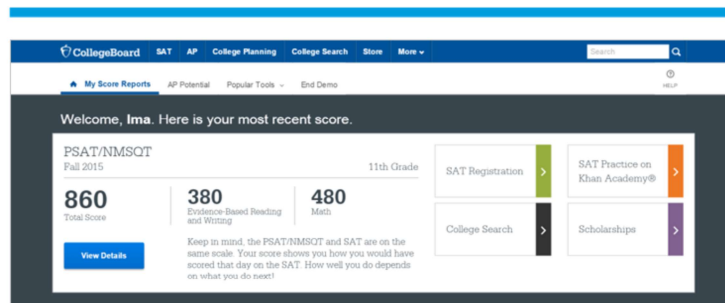 CollegeBoard SAT AP College Planning College Search Store More Search
My Score Reports AP Potential Popular Tools End Demo HELP
Welcome, Ima. Here is your most recent score.
PSAT/NMSQT
Fall 2015 11th Grade
860
Total Score
380
Evidence-Based Reading
and Writing
480
Math
View Details
Keep in mind, the PSAT/NMSQT and SAT are on the
same scale. Your score shows you how you would have
scored that day on the SAT. How well you do depends
on what you do next!
SAT Registration
SAT Practice on
Khan Academy®
College Search
Scholarships